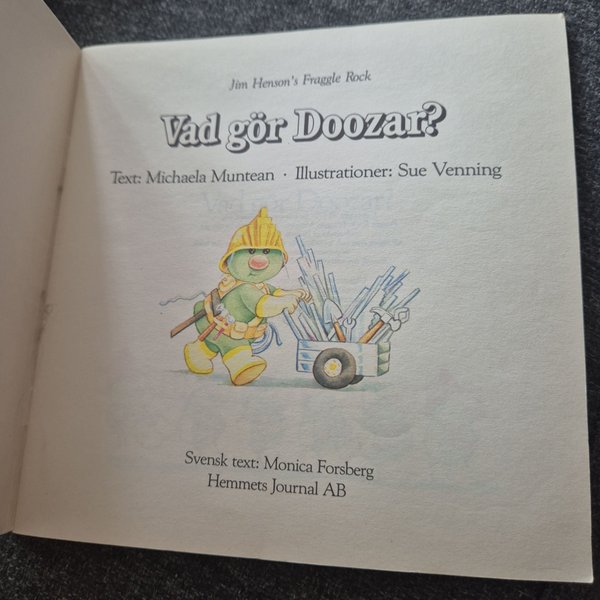 Jim Henson's Fraggle Rock
Vad gör Doozar?
Text: Michaela Muntean · Illustrationer: Sue Venning
Svensk text: Monica Forsberg
Hemmets Journal AB